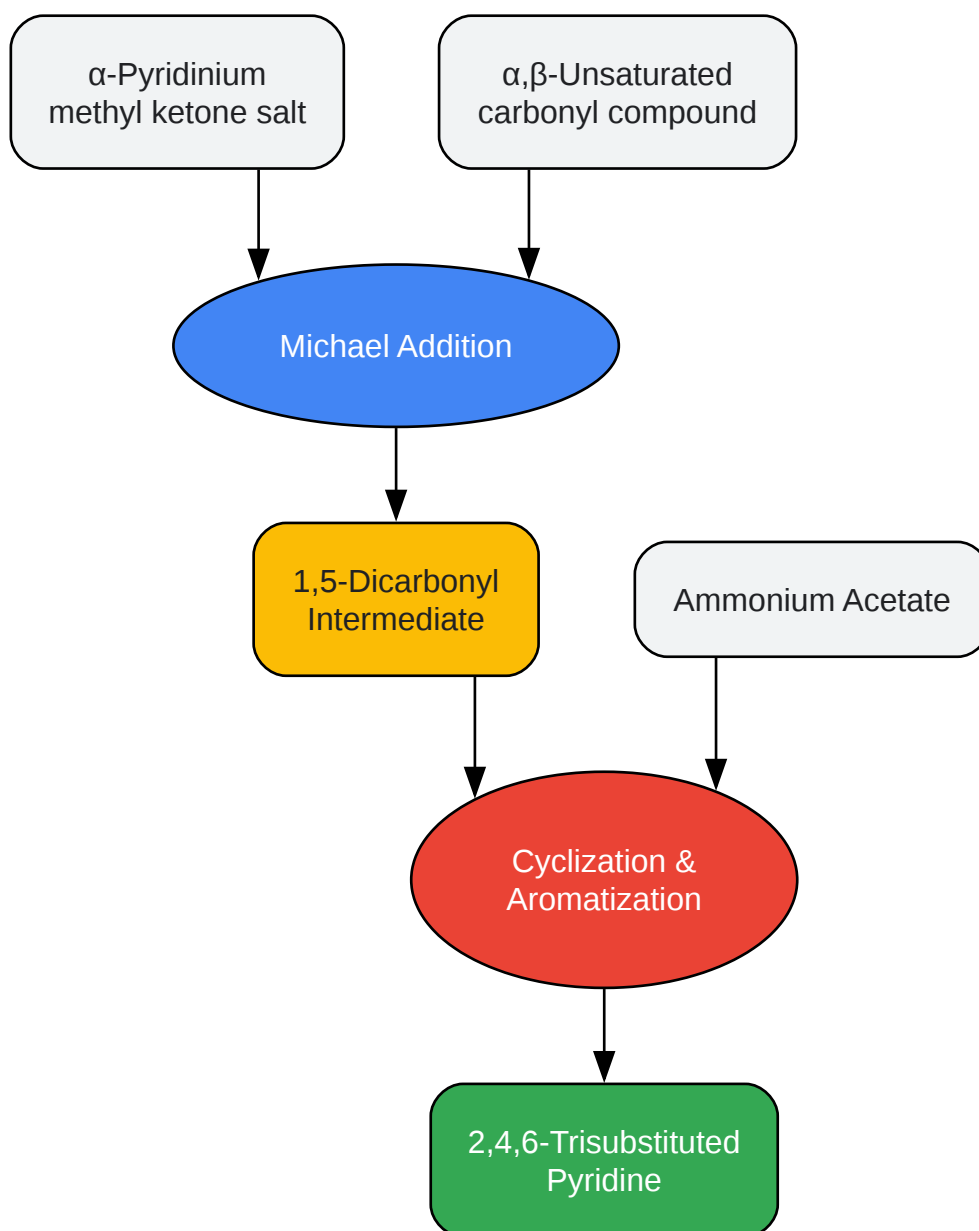 α-Pyridinium
methyl ketone salt
α,β-Unsaturated
carbonyl compound
Michael Addition
1,5-Dicarbonyl
Intermediate
Ammonium Acetate
Cyclization &
Aromatization
2,4,6-Trisubstituted
Pyridine